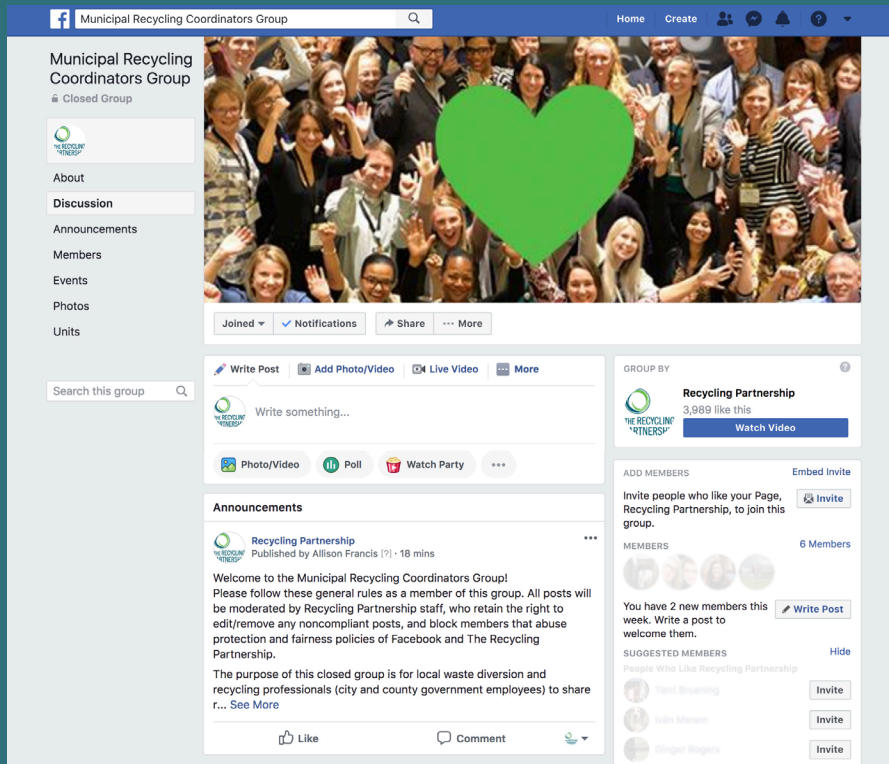 Municipal Recycling Coordinators Group
Home
Create
Municipal Recycling
Coordinators Group
Closed Group
THE RECYCLING
PARTNERSHIP
About
Discussion
Announcements
Members
Events
Photos
Units
Search this group
Joined
Notifications
Share
More
Write Post
Add Photo/Video
Live Video
More
Write something...
Photo/Video
Poll
Watch Party
Announcements
Recycling Partnership
Published by Allison Francis [?] · 18 mins
Welcome to the Municipal Recycling Coordinators Group!
Please follow these general rules as a member of this group. All posts will
be moderated by Recycling Partnership staff, who retain the right to
edit/remove any noncompliant posts, and block members that abuse
protection and fairness policies of Facebook and The Recycling
Partnership.
The purpose of this closed group is for local waste diversion and
recycling professionals (city and county government employees) to share
r... See More
Like
Comment
GROUP BY
Recycling Partnership
3,989 like this
Watch Video
ADD MEMBERS
Embed Invite
Invite people who like your Page,
Recycling Partnership, to join this
group.
Invite
MEMBERS
6 Members
You have 2 new members this
week. Write a post to
welcome them.
Write Post
SUGGESTED MEMBERS
Hide
People Who Like Recycling Partnership
Invite
Invite
Ginger Rogers
Invite